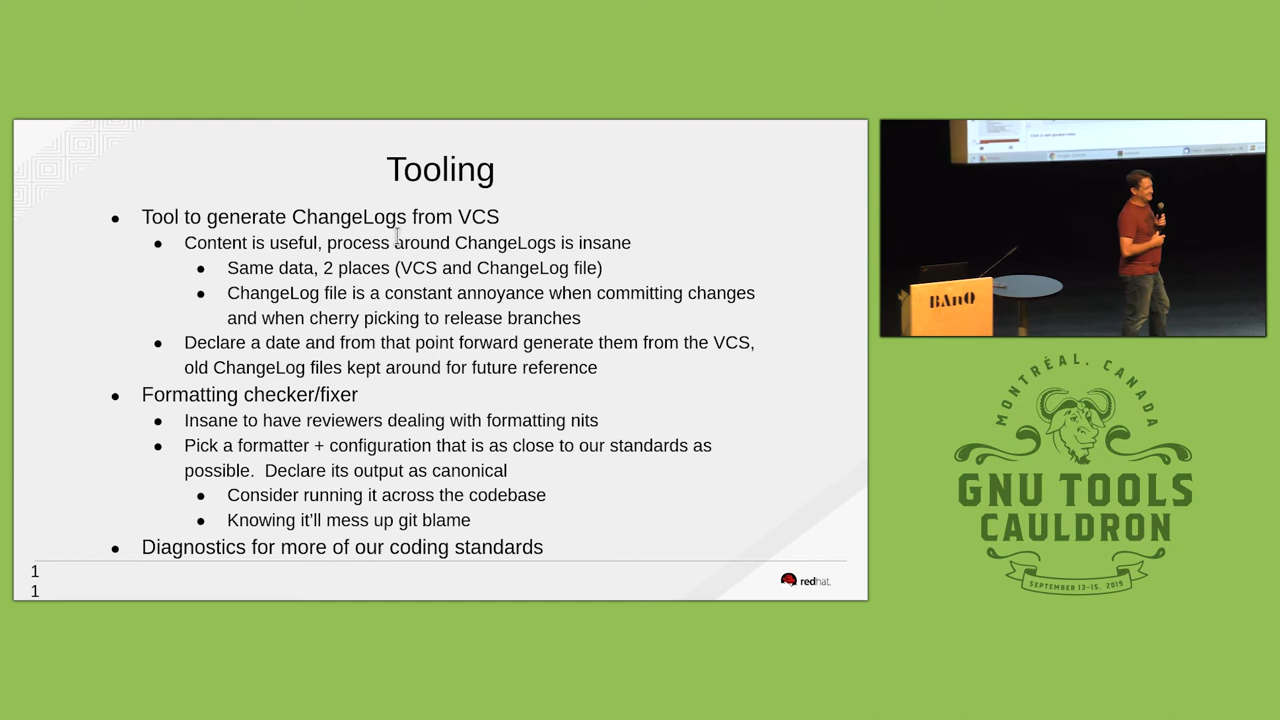 Tooling
● Tool to generate ChangeLogs from VCS
● Content is useful, process around ChangeLogs is insane
● Same data, 2 places (VCS and ChangeLog file)
● ChangeLog file is a constant annoyance when committing changes
and when cherry picking to release branches
● Declare a date and from that point forward generate them from the VCS,
old ChangeLog files kept around for future reference
● Formatting checker/fixer
● Insane to have reviewers dealing with formatting nits
● Pick a formatter + configuration that is as close to our standards as
possible.  Declare its output as canonical
● Consider running it across the codebase
● Knowing it'll mess up git blame
● Diagnostics for more of our coding standards
1
1
redhat.
BAnQ
MONTRÉAL, CANADA
GNU TOOLS
CAULDRON
SEPTEMBER 13-15, 2019